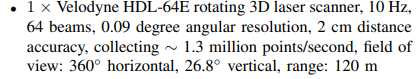 • 1 × Velodyne HDL-64E rotating 3D laser scanner, 10 Hz,
64 beams, 0.09 degree angular resolution, 2 cm distance
accuracy, collecting ∼ 1.3 million points/second, field of
view: 360° horizontal, 26.8° vertical, range: 120 m